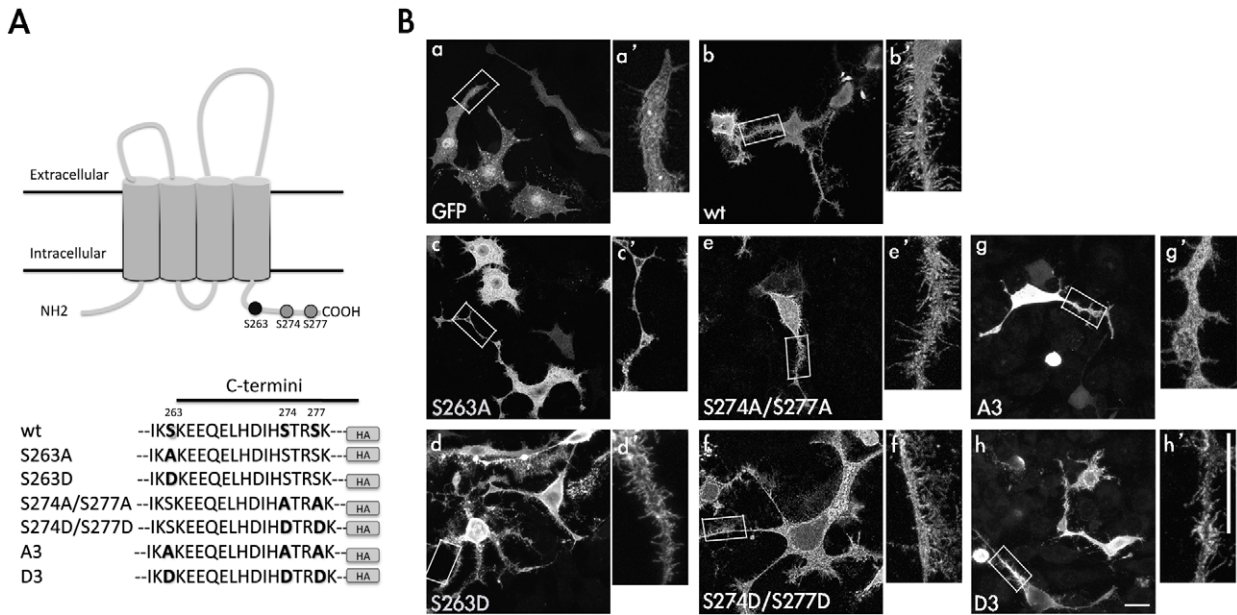 A
Extracellular
Intracellular
NH2
S263
S274
S277
COOH
C-termini
263 274 277
wt --IKSKEEQELHDIHSTRSK--- HA
S263A --IKAKEEQELHDIHSTRSK--- HA
S263D --IKDKEEQELHDIHSTRSK--- HA
S274A/S277A --IKSKEEQELHDIHATRAK--- HA
S274D/S277D --IKSKEEQELHDIHDTRDK--- HA
A3 --IKAKEEQELHDIHATRAK--- HA
D3 --IKDKEEQELHDIHDTRDK--- HA
B
a
GFP
a'
b
wt
b'
c
S263A
c'
e
S274A/S277A
e'
g
A3
g'
d
S263D
d'
f
S274D/S277D
f'
h
D3
h'